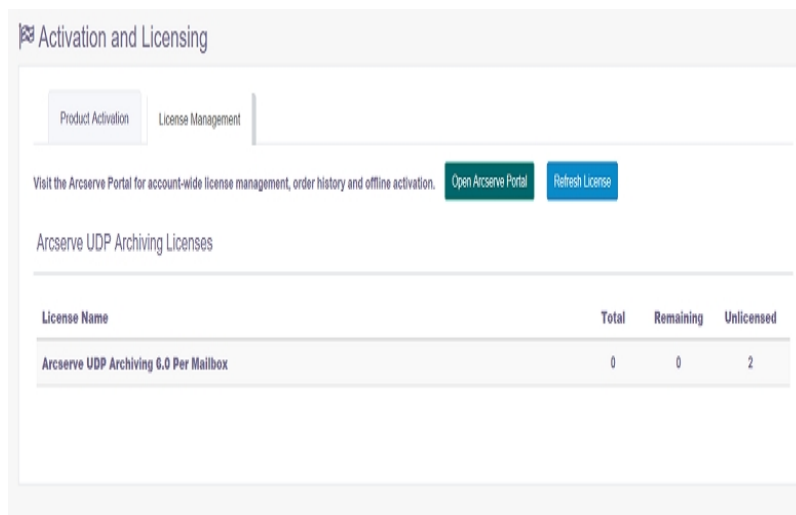 Activation and Licensing
Product Activation License Management
Visit the Arcserve Portal for account-wide license management, order history and offline activation. Open Arcserve Portal Refresh License
Arcserve UDP Archiving Licenses
License Name Total Remaining Unlicensed
Arcserve UDP Archiving 6.0 Per Mailbox 0 0 2